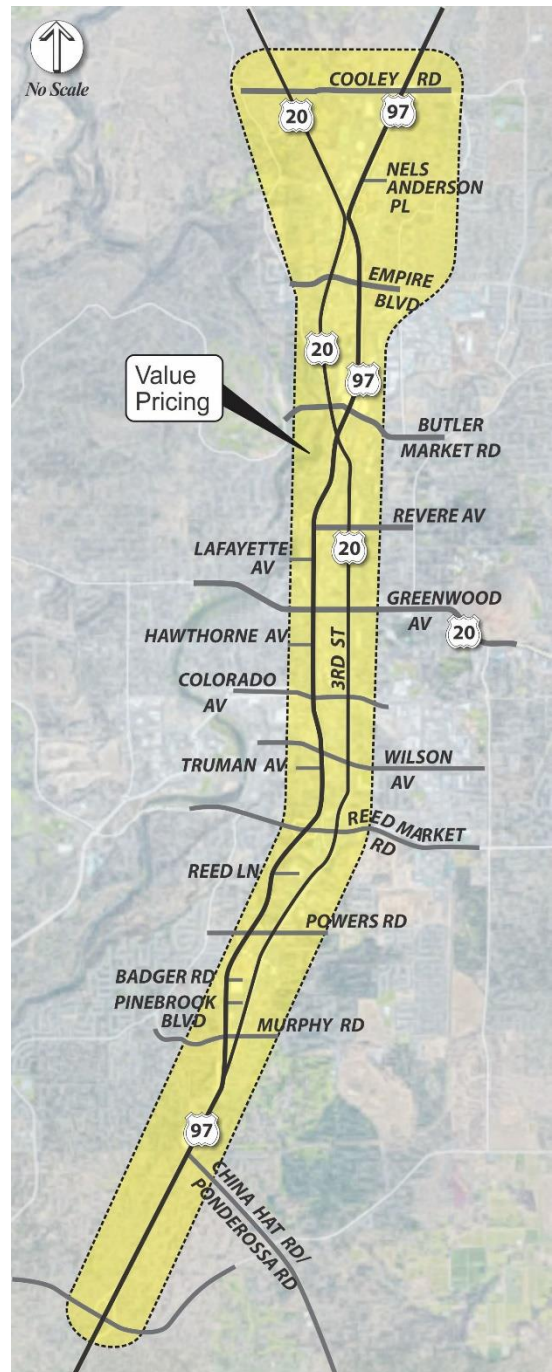 No Scale
COOLEY RD
20
97
NELS
ANDERSON
PL
EMPIRE
BLVD
20
97
Value
Pricing
BUTLER
MARKET RD
REVERE AV
LAFAYETTE
AV
20
GREENWOOD
AV
20
HAWTHORNE AV
3RD ST
COLORADO
AV
TRUMAN AV
WILSON
AV
REED MARKET
RD
REED LN
POWERS RD
BADGER RD
PINEBROOK
BLVD
MURPHY RD
97
CHINA HAT RD/
PONDEROSSA RD